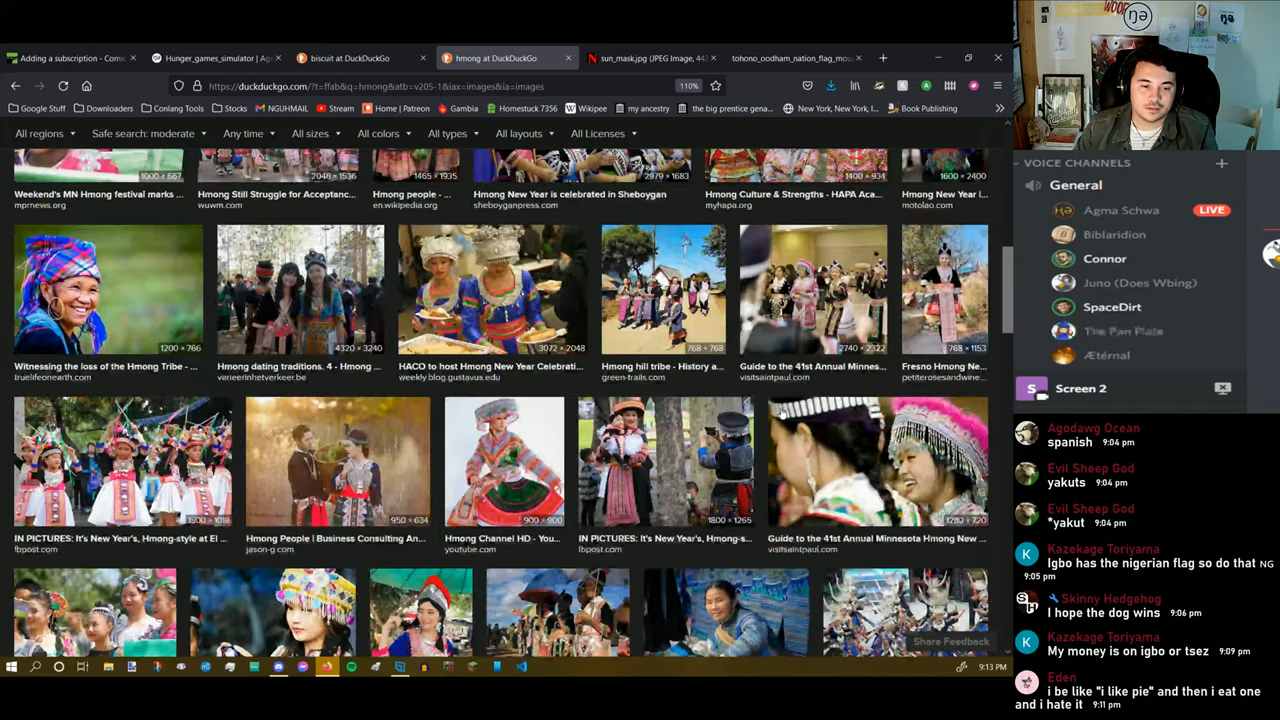 Adding a subscription - Comic
Hunger_games_simulator | Ag
biscuit at DuckDuckGo
hmong at DuckDuckGo
sun_mask.jpg (JPEG Image, 44
tohono_oodham_nation_flag_mou
https://duckduckgo.com/?t=ffab&q=hmong&atb=v205-1&iax=images&ia=images
110%
Google Stuff
Downloaders
Conlang Tools
Stocks
NGUHMAIL
Stream
Home | Patreon
Gambia
Homestuck 7356
Wikipee
my ancestry
the big prentice gena...
New York, New York, ...
Book Publishing
All regions
Safe search: moderate
Any time
All sizes
All colors
All types
All layouts
All Licenses
1000 × 667
2048 × 1536
1465 × 1935
2979 × 1683
1400 × 934
1600 × 2400
Weekend's MN Hmong festival marks ...
mprnews.org
Hmong Still Struggle for Acceptanc...
wuwm.com
Hmong people - ...
en.wikipedia.org
Hmong New Year is celebrated in Sheboygan
sheboyganpress.com
Hmong Culture & Strengths - HAPA Aca...
myhapa.org
Hmong New Year I...
motolao.com
1200 × 766
4320 × 3240
3072 × 2048
768 × 768
2740 × 2322
768 × 1153
Witnessing the loss of the Hmong Tribe - ...
truelifeonearth.com
Hmong dating traditions. 4 - Hmong ...
varieerinhetverkeer.be
HACO to host Hmong New Year Celebrati...
weekly.blog.gustavus.edu
Hmong hill tribe - History a...
green-trails.com
Guide to the 41st Annual Minnes...
visitsaintpaul.com
Fresno Hmong Ne...
petiterosesandwine...
1800 × 1018
950 × 634
900 × 900
1800 × 1265
1280 × 720
IN PICTURES: It's New Year's, Hmong-style at El ...
lbpost.com
Hmong People | Business Consulting An...
jason-g.com
Hmong Channel HD - You...
youtube.com
IN PICTURES: It's New Year's, Hmong-s...
lbpost.com
Guide to the 41st Annual Minnesota Hmong New ...
visitsaintpaul.com
Share Feedback
9:13 PM
ŋə
VOICE CHANNELS
General
Agma Schwa
LIVE
Biblaridion
Connor
Juno (Does Wbing)
SpaceDirt
The Pan Plate
Ætérnal
S
Screen 2
Agodawg Ocean
spanish 9:04 pm
Evil Sheep God
yakuts 9:04 pm
Evil Sheep God
*yakut 9:04 pm
K
Kazekage Toriyama
Igbo has the nigerian flag so do that NG
9:05 pm
Skinny Hedgehog
I hope the dog wins 9:06 pm
K
Kazekage Toriyama
My money is on igbo or tsez
9:09 pm
Eden
i be like "i like pie" and then i eat one
and i hate it 9:11 pm